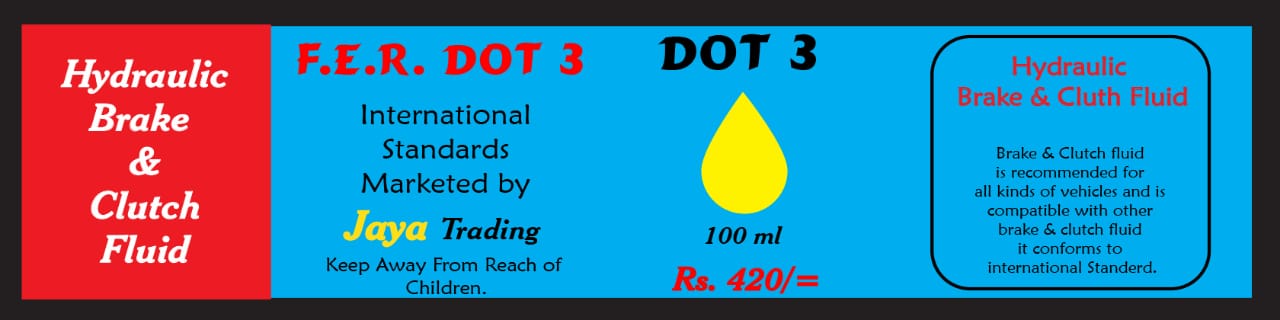 Hydraulic
Brake
&
Clutch
Fluid
F.E.R. DOT 3
International
Standards
Marketed by
Jaya Trading
Keep Away From Reach of
Children.
DOT 3
100 ml
Rs. 420/=
Hydraulic
Brake & Cluth Fluid
Brake & Clutch fluid
is recommended for
all kinds of vehicles and is
compatible with other
brake & clutch fluid
it conforms to
international Standerd.